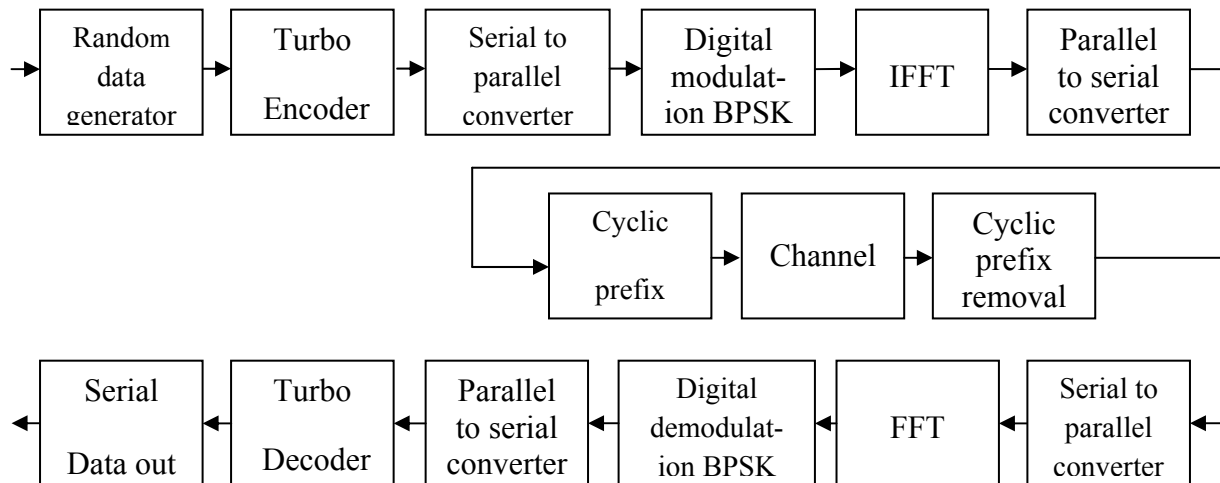 Random
data
generator
Turbo
Encoder
Serial to
parallel
converter
Digital
modulat-
ion BPSK
IFFT
Parallel
to serial
converter
Cyclic
prefix
Channel
Cyclic
prefix
removal
Serial
Data out
Turbo
Decoder
Parallel
to serial
converter
Digital
demodulat-
ion BPSK
FFT
Serial to
parallel
converter